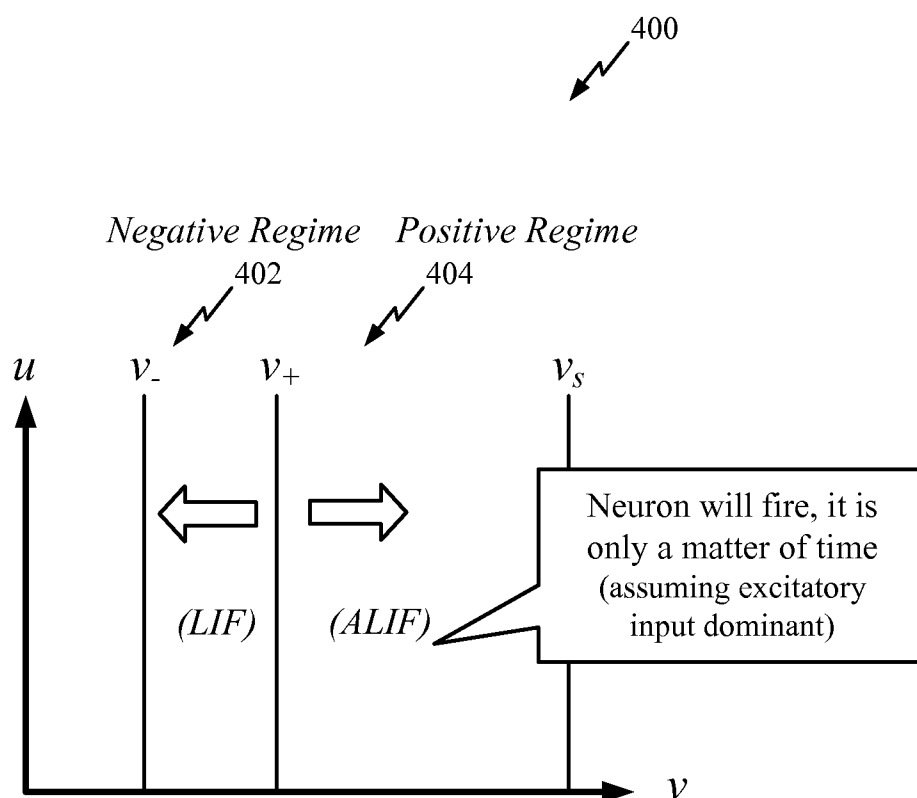 400
Negative Regime
Positive Regime
402
404
u
v-
v+
vs
Neuron will fire, it is
only a matter of time
(assuming excitatory
input dominant)
(LIF)
(ALIF)
v